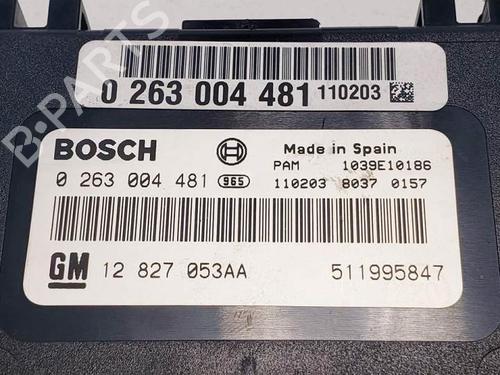 0 263 004 481 110203
BOSCH Made in Spain
PAM 1039E10186
0 263 004 481 965 110203 8037 0157
GM 12 827 053AA 511995847
B-PARTS